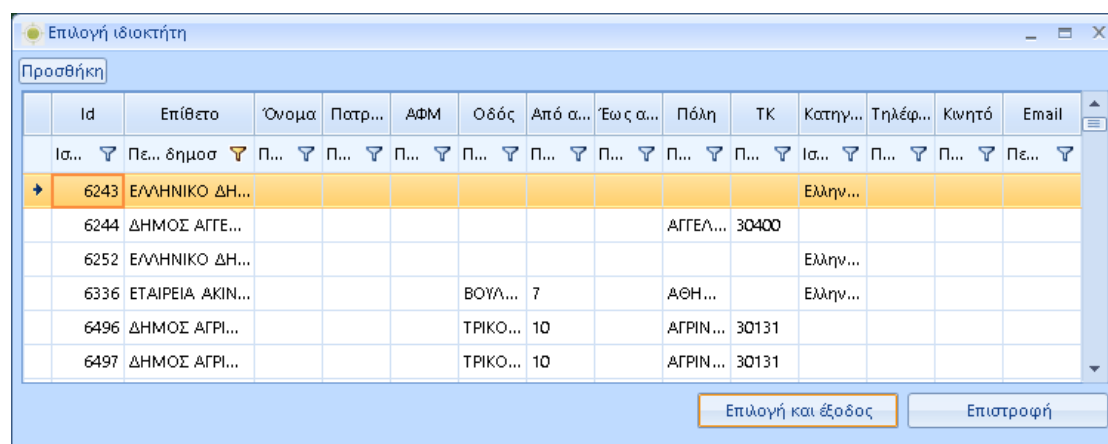 Επιλογή ιδιοκτήτη
Προσθήκη
Id Επίθετο Όνομα Πατρ... ΑΦΜ Οδός Από α... Έως α... Πόλη ΤΚ Κατηγ... Τηλέφ... Κινητό Email
Ισ... Πε... δημοσ Π... Π... Π... Π... Π... Π... Π... Π... Ισ... Π... Π... Πε...
6243 ΕΛΛΗΝΙΚΟ ΔΗ... Ελλην...
6244 ΔΗΜΟΣ ΑΓΓΕ... ΑΓΓΕΛ... 30400
6252 ΕΛΛΗΝΙΚΟ ΔΗ... Ελλην...
6336 ΕΤΑΙΡΕΙΑ ΑΚΙΝ... ΒΟΥΛ... 7 ΑΘΗ... Ελλην...
6496 ΔΗΜΟΣ ΑΓΡΙ... ΤΡΙΚΟ... 10 ΑΓΡΙΝ... 30131
6497 ΔΗΜΟΣ ΑΓΡΙ... ΤΡΙΚΟ... 10 ΑΓΡΙΝ... 30131
Επιλογή και έξοδος Επιστροφή